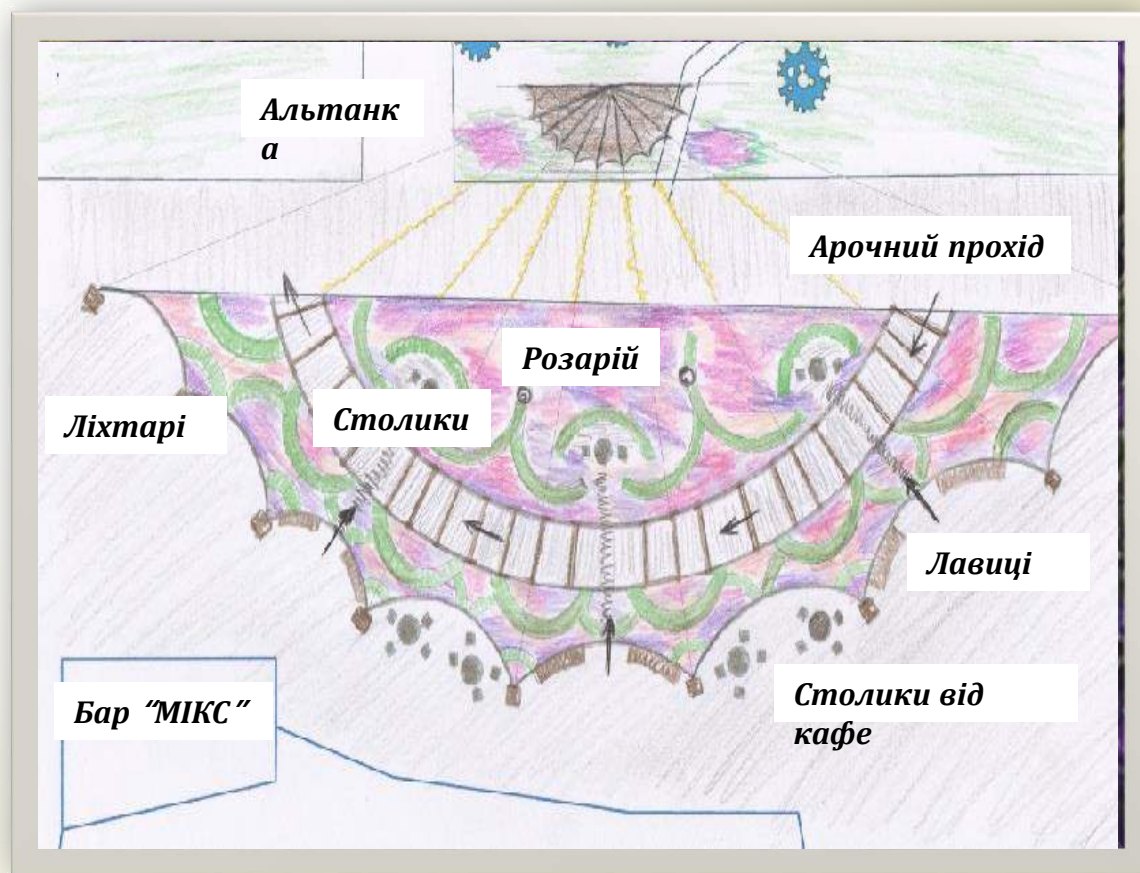 Альтанк
а
Арочний прохід
Розарій
Столики
Ліхтарі
Лавиці
Бар “МІКС”
Столики від
кафе